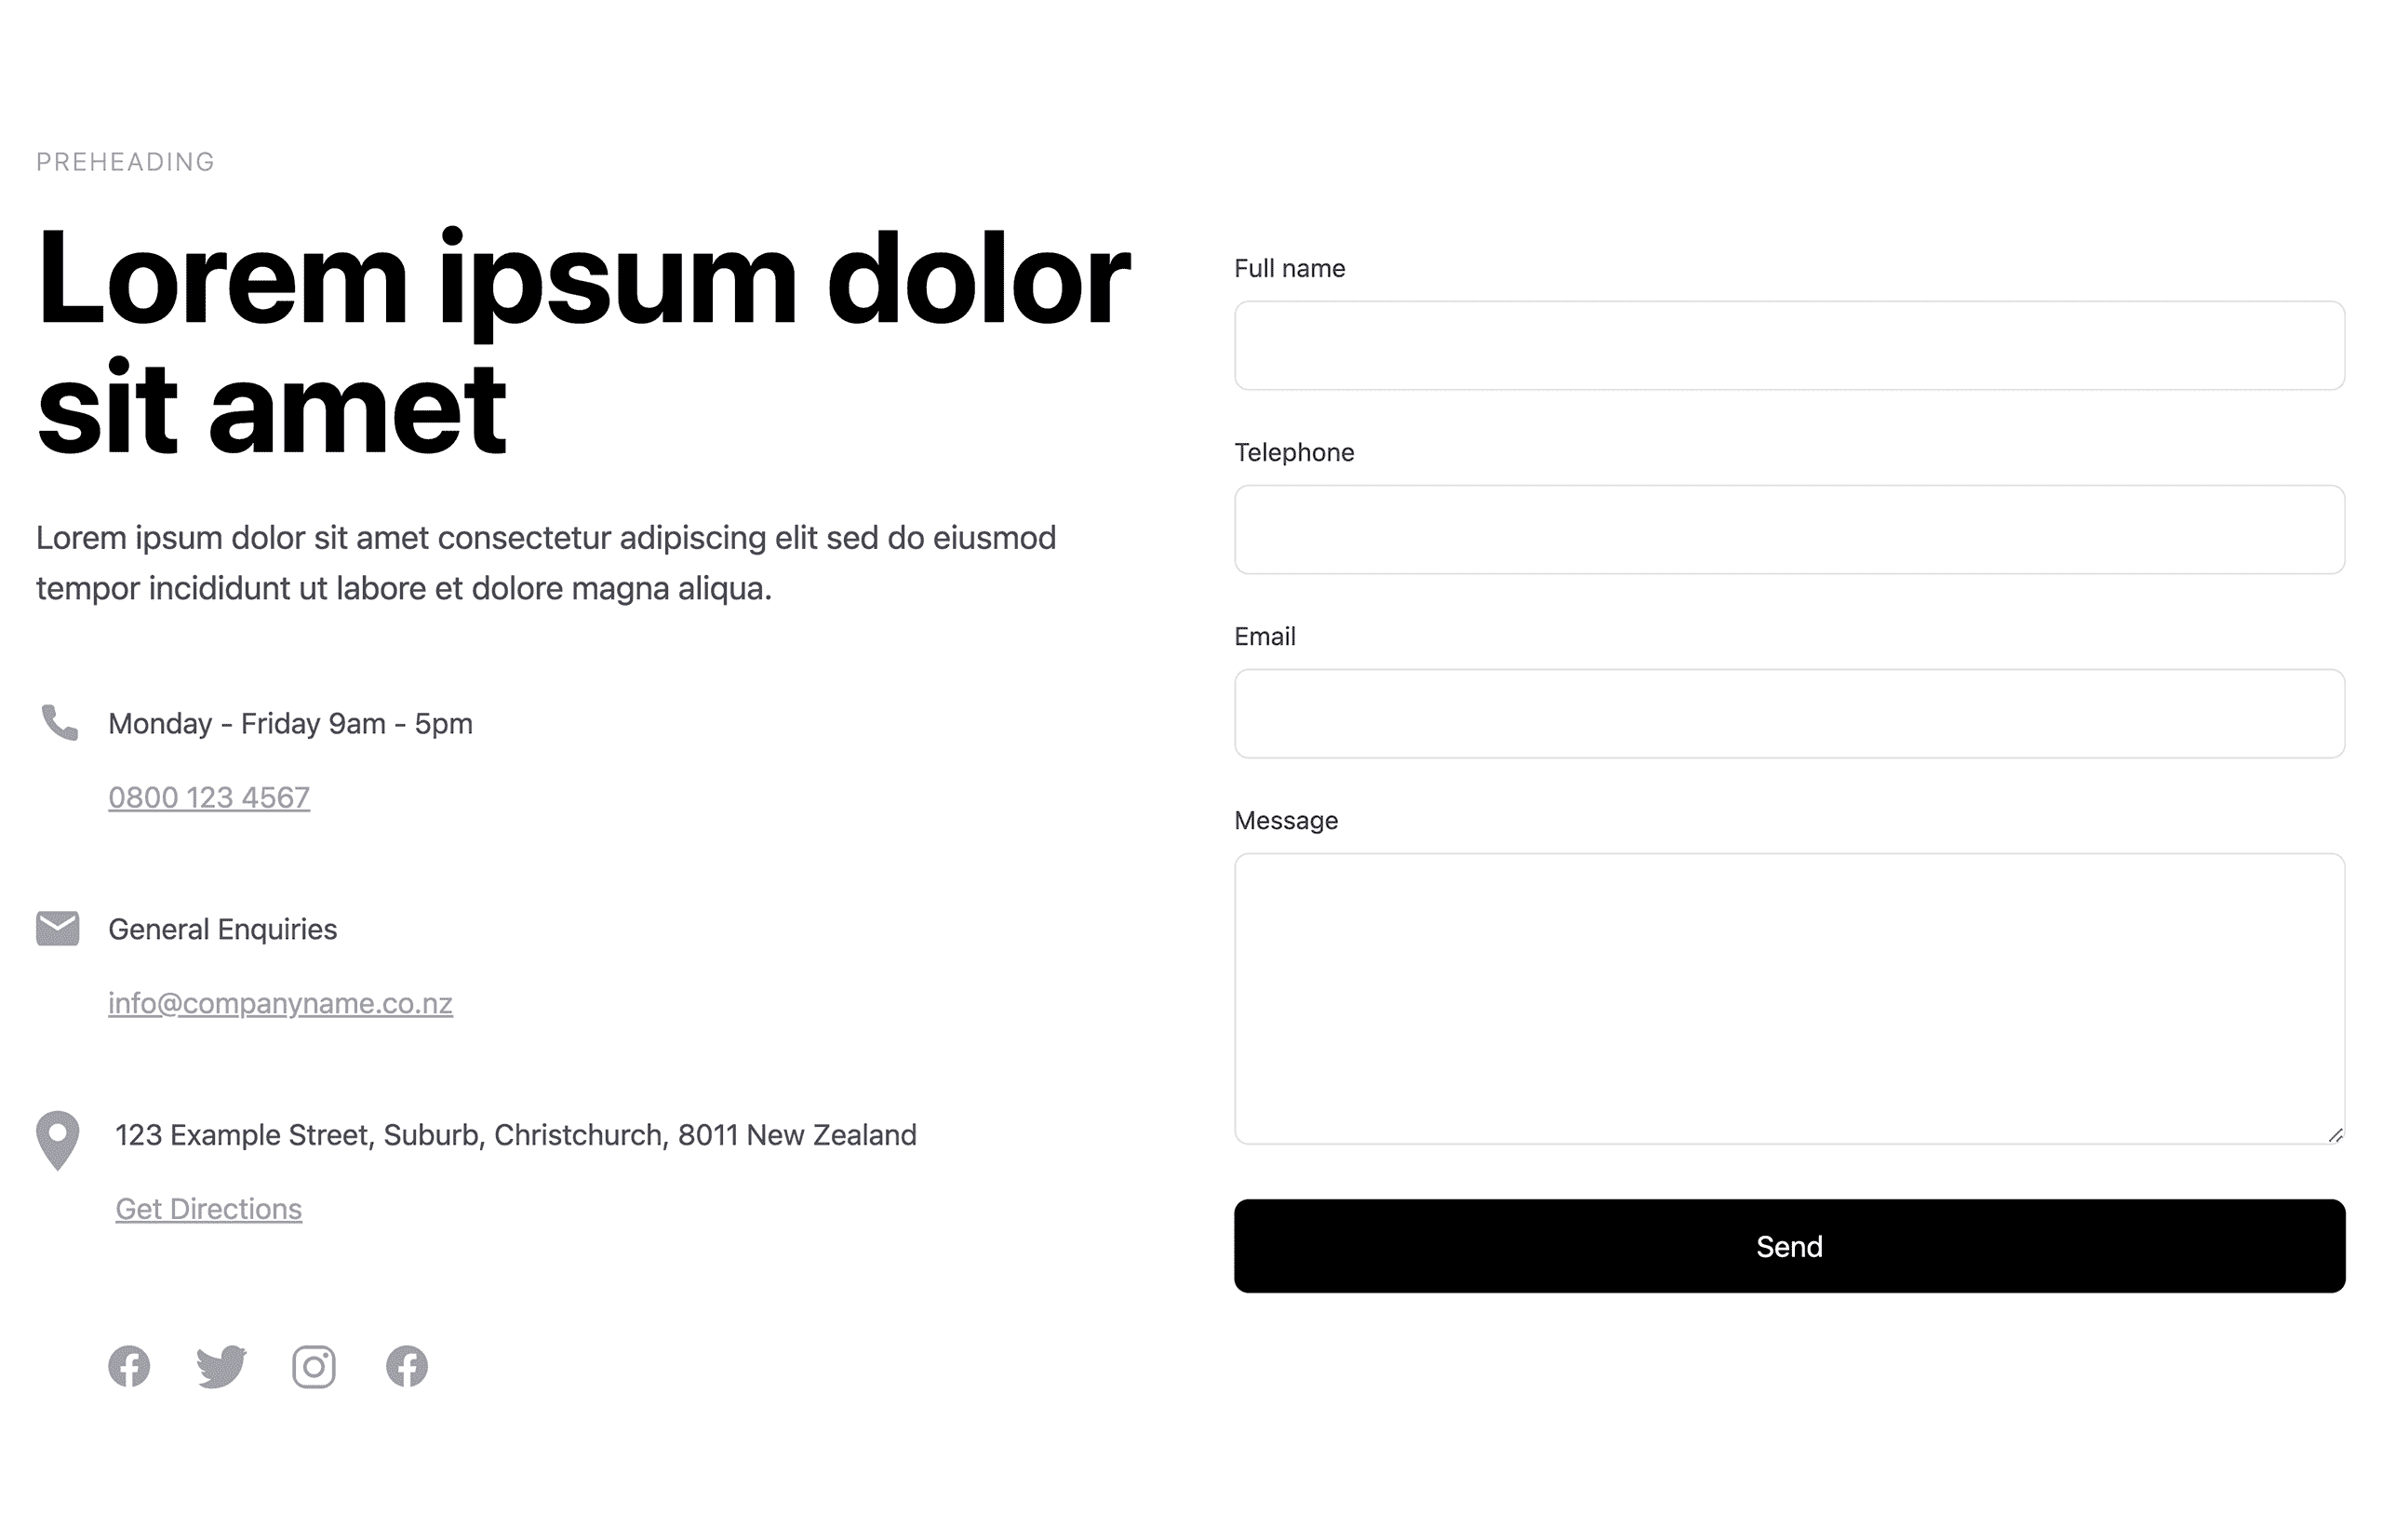 PREHEADING
Lorem ipsum dolor
sit amet
Lorem ipsum dolor sit amet consectetur adipiscing elit sed do eiusmod
tempor incididunt ut labore et dolore magna aliqua.
Monday - Friday 9am - 5pm
0800 123 4567
General Enquiries
info@companyname.co.nz
123 Example Street, Suburb, Christchurch, 8011 New Zealand
Get Directions
Full name
Telephone
Email
Message
Send